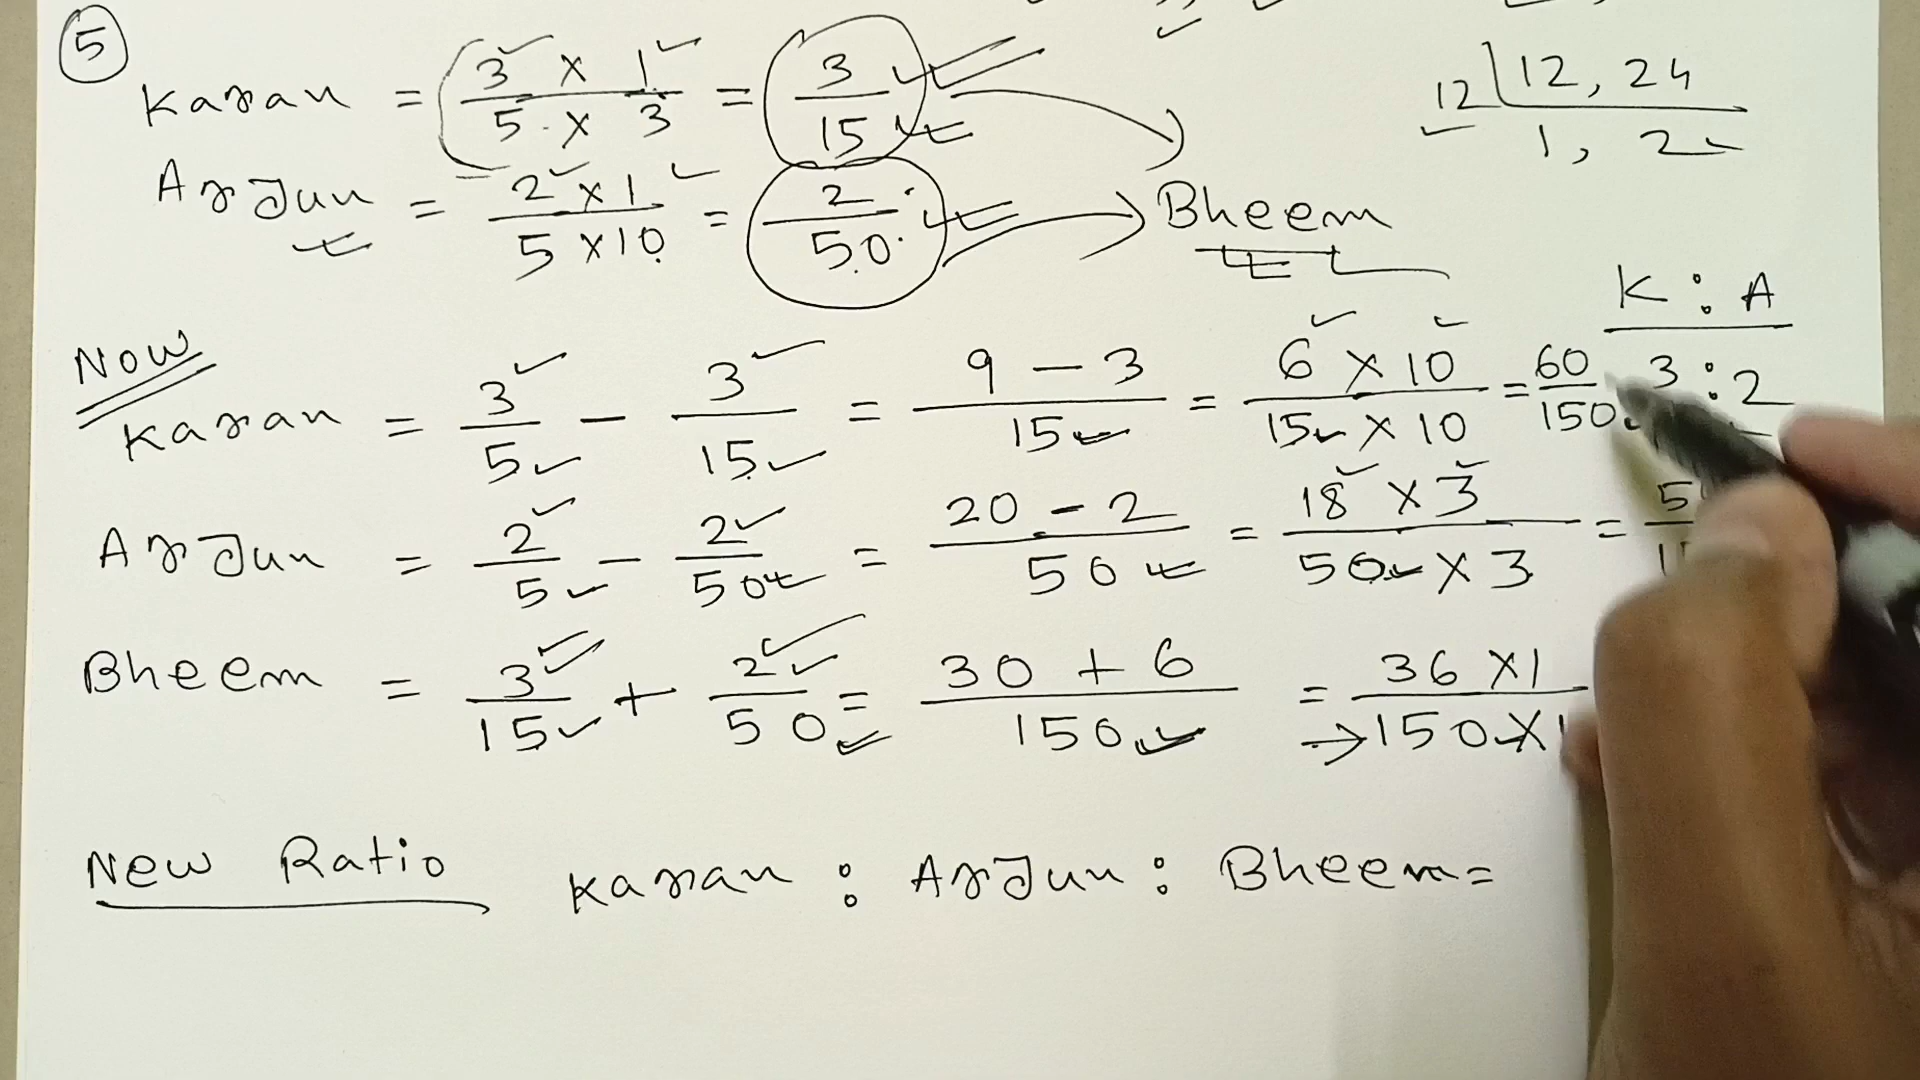 5
Karan = 3 x 1 / 5 x 3 = 3 / 15
12 | 12, 24
1, 2
Arjun = 2 x 1 / 5 x 10 = 2 / 50
Bheem
K : A
3 : 2
Now
Karan = 3/5 - 3/15 = 9 - 3 / 15 = 6 x 10 / 15 x 10 = 60 / 150
Arjun = 2/5 - 2/50 = 20 - 2 / 50 = 18 x 3 / 50 x 3 =
Bheem = 3/15 + 2/50 = 30 + 6 / 150 = 36 x 1 / 150 x 1
New Ratio Karan : Arjun : Bheem =